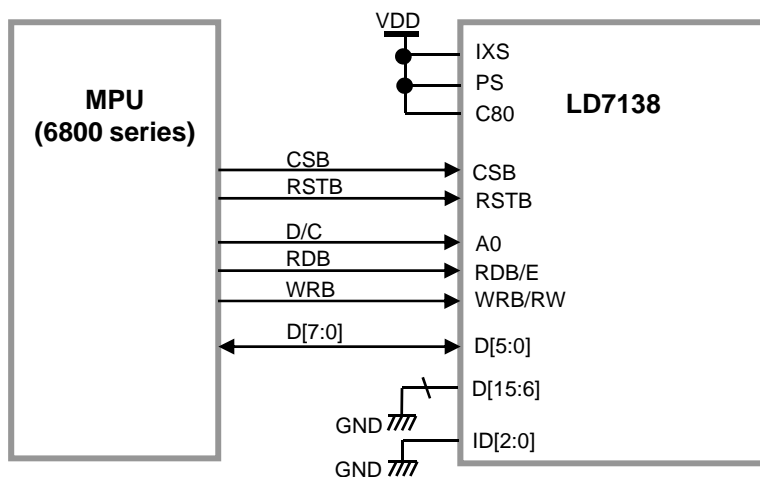 VDD
IXS
PS
C80
MPU
(6800 series)
LD7138
CSB
CSB
RSTB
RSTB
D/C
A0
RDB
RDB/E
WRB
WRB/RW
D[7:0]
D[5:0]
D[15:6]
GND
ID[2:0]
GND